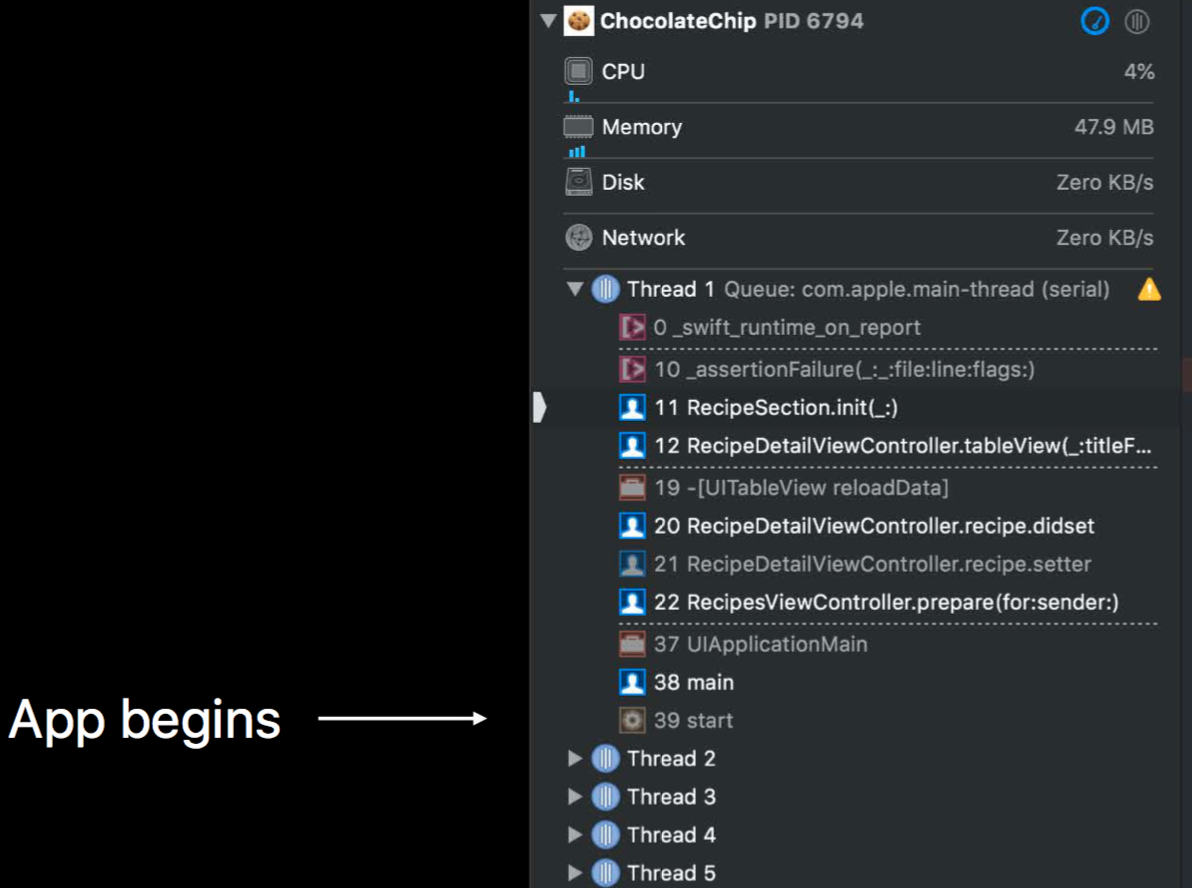 ChocolateChip PID 6794
CPU 4%
Memory 47.9 MB
Disk Zero KB/s
Network Zero KB/s
Thread 1 Queue: com.apple.main-thread (serial)
0 _swift_runtime_on_report
10 _assertionFailure(_:_:file:line:flags:)
11 RecipeSection.init(_:)
12 RecipeDetailViewController.tableView(_:titleF...
19 -[UITableView reloadData]
20 RecipeDetailViewController.recipe.didset
21 RecipeDetailViewController.recipe.setter
22 RecipesViewController.prepare(for:sender:)
37 UIApplicationMain
38 main
App begins
39 start
Thread 2
Thread 3
Thread 4
Thread 5